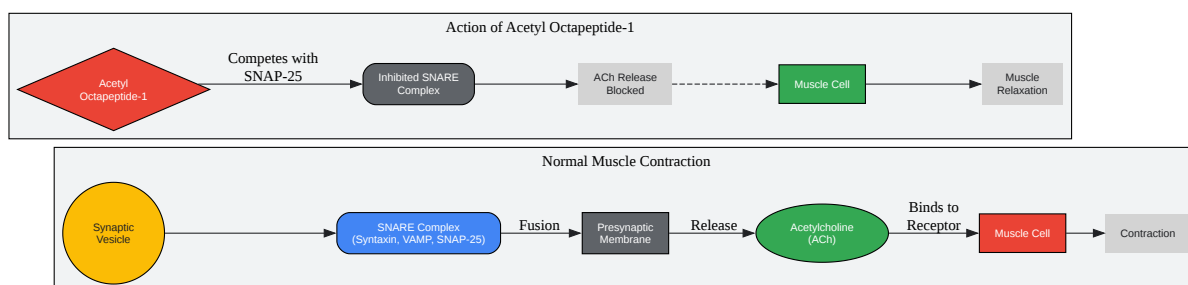 Action of Acetyl Octapeptide-1
Acetyl
Octapeptide-1
Competes with
SNAP-25
Inhibited SNARE
Complex
ACh Release
Blocked
Muscle Cell
Muscle
Relaxation
Normal Muscle Contraction
Synaptic
Vesicle
SNARE Complex
(Syntaxin, VAMP, SNAP-25)
Fusion
Presynaptic
Membrane
Release
Acetylcholine
(ACh)
Binds to
Receptor
Muscle Cell
Contraction